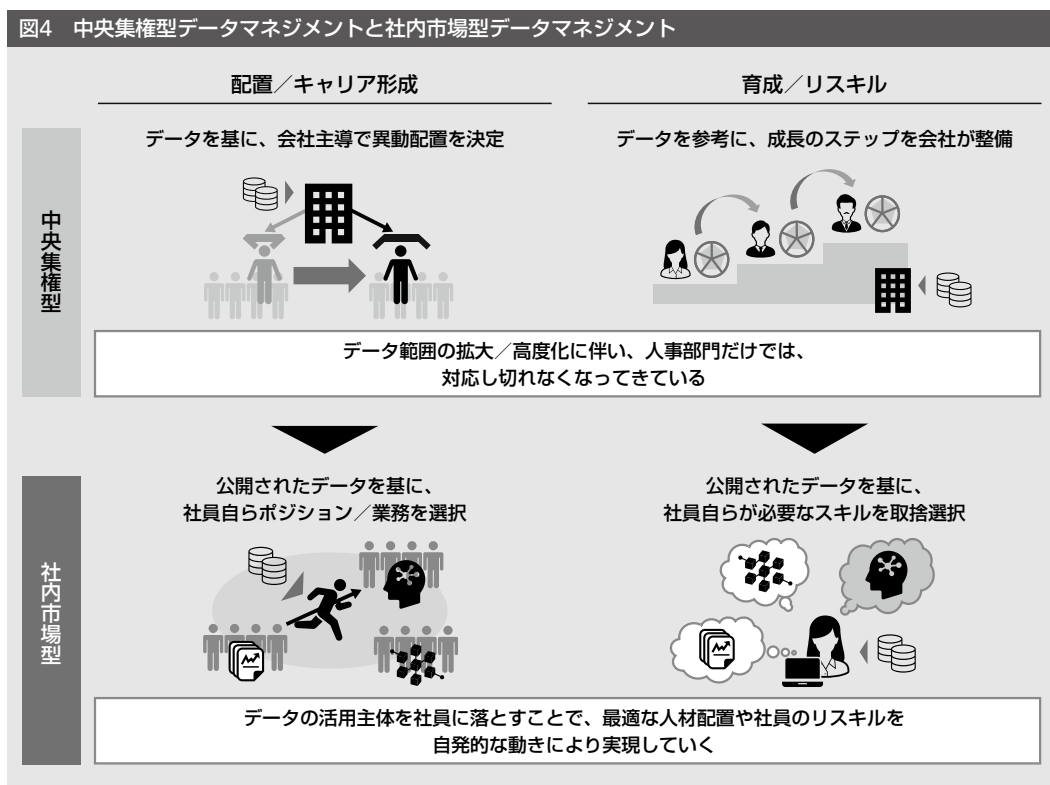 図4　中央集権型データマネジメントと社内市場型データマネジメント
配置／キャリア形成
育成／リスキル
中央集権型
データを基に、会社主導で異動配置を決定
データを参考に、成長のステップを会社が整備
データ範囲の拡大／高度化に伴い、人事部門だけでは、
対応し切れなくなってきている
社内市場型
公開されたデータを基に、
社員自らポジション／業務を選択
公開されたデータを基に、
社員自らが必要なスキルを取捨選択
データの活用主体を社員に落とすことで、最適な人材配置や社員のリスキルを
自発的な動きにより実現していく